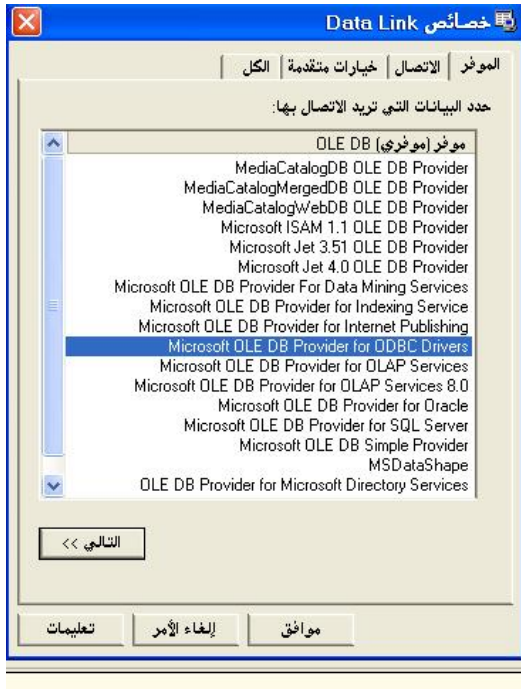 خصائص Data Link
الموفر
الاتصال
خيارات متقدمة
الكل
حدد البيانات التي تريد الاتصال بها:
موفر (موفري) OLE DB
MediaCatalogDB OLE DB Provider
MediaCatalogMergedDB OLE DB Provider
MediaCatalogWebDB OLE DB Provider
Microsoft ISAM 1.1 OLE DB Provider
Microsoft Jet 3.51 OLE DB Provider
Microsoft Jet 4.0 OLE DB Provider
Microsoft OLE DB Provider For Data Mining Services
Microsoft OLE DB Provider for Indexing Service
Microsoft OLE DB Provider for Internet Publishing
Microsoft OLE DB Provider for ODBC Drivers
Microsoft OLE DB Provider for OLAP Services
Microsoft OLE DB Provider for OLAP Services 8.0
Microsoft OLE DB Provider for Oracle
Microsoft OLE DB Provider for SQL Server
Microsoft OLE DB Simple Provider
MSDataShape
OLE DB Provider for Microsoft Directory Services
التالي >>
موافق
إلغاء الأمر
تعليمات